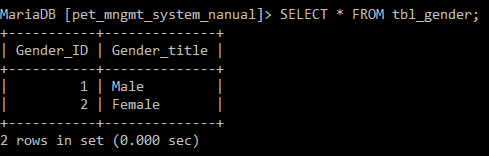 MariaDB [pet_mngmt_system_nanual]> SELECT * FROM tbl_gender;
+-----------+--------------+
| Gender_ID | Gender_title |
+-----------+--------------+
|         1 | Male         |
|         2 | Female       |
+-----------+--------------+
2 rows in set (0.000 sec)